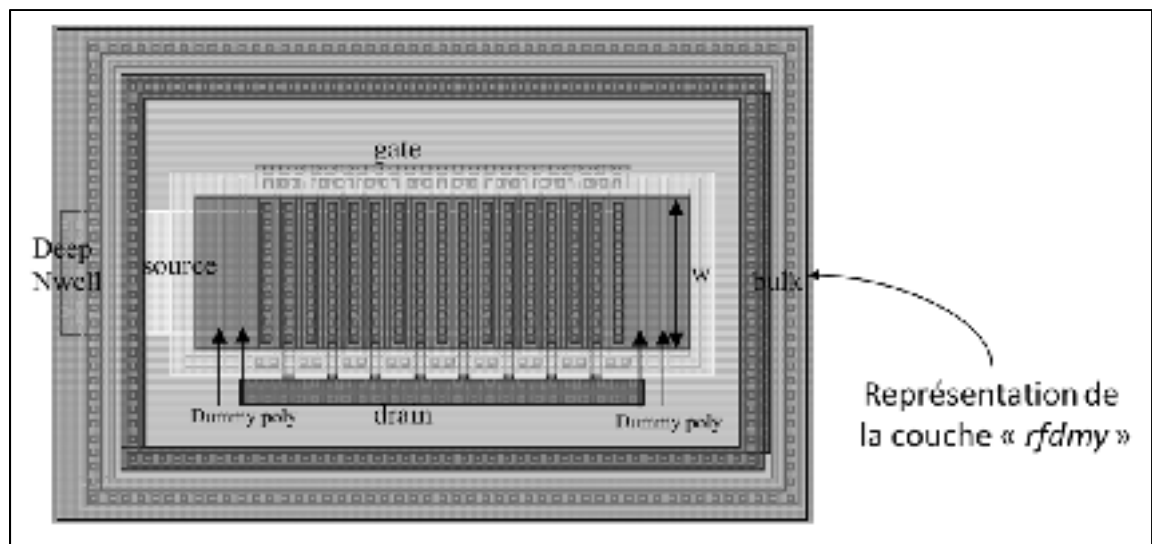 gate
Deep
Nwell
source
w
bulk
Dummy poly
drain
Dummy poly
Représentation de
la couche « rfdmy »